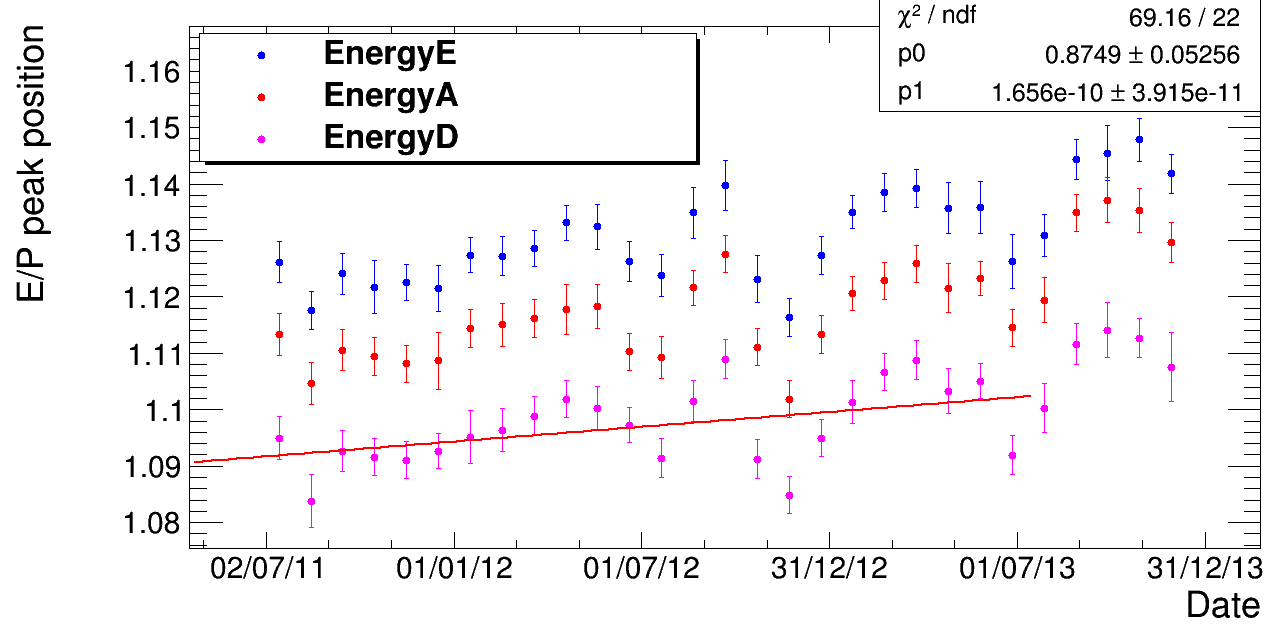 χ² / ndf 69.16 / 22
p0 0.8749 ± 0.05256
p1 1.656e-10 ± 3.915e-11
EnergyE
EnergyA
EnergyD
E/P peak position
1.16
1.15
1.14
1.13
1.12
1.11
1.1
1.09
1.08
02/07/11 01/01/12 01/07/12 31/12/12 01/07/13 31/12/13
Date